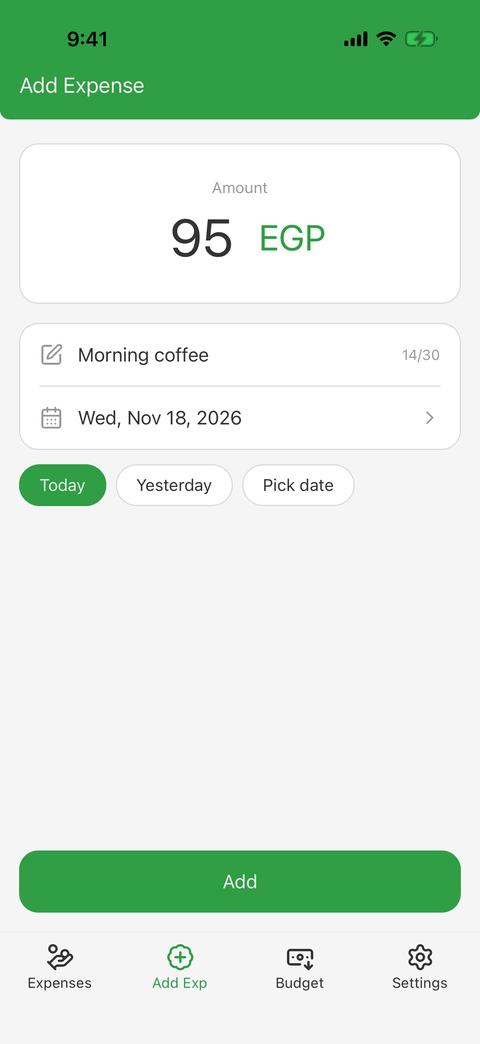 9:41
Add Expense
Amount
95 EGP
Morning coffee 14/30
Wed, Nov 18, 2026
Today Yesterday Pick date
Add
Expenses Add Exp Budget Settings